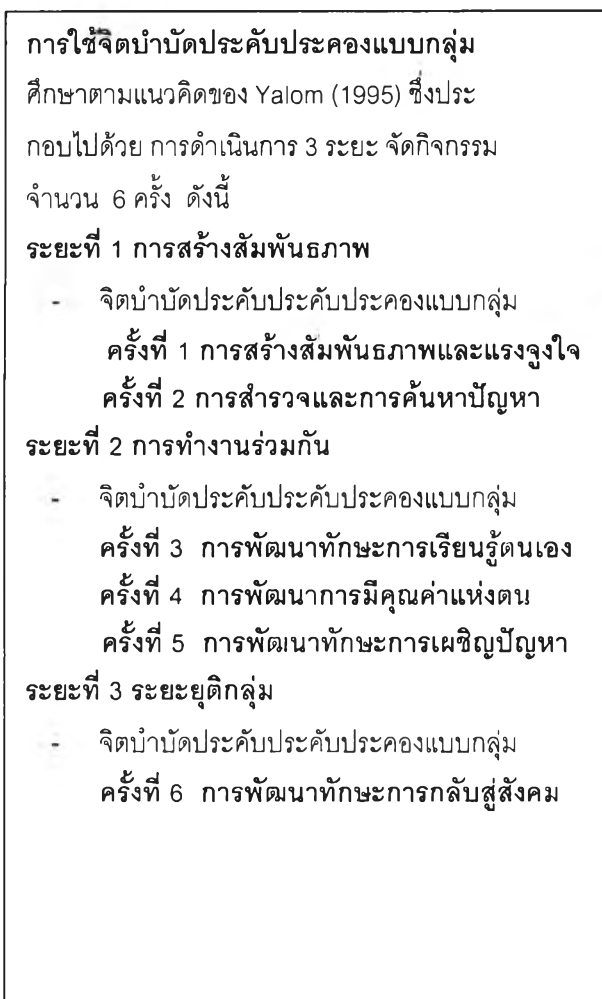 การใช้จิตบำบัดประคับประคองแบบกลุ่ม
ศึกษาตามแนวคิดของ Yalom (1995) ซึ่งประ
กอบไปด้วย การดำเนินการ 3 ระยะ จัดกิจกรรม
จำนวน 6 ครั้ง ดังนี้
ระยะที่ 1 การสร้างสัมพันธภาพ
- จิตบำบัดประคับประคับประคองแบบกลุ่ม
ครั้งที่ 1 การสร้างสัมพันธภาพและแรงจูงใจ
ครั้งที่ 2 การสำรวจและการค้นหาปัญหา
ระยะที่ 2 การทำงานร่วมกัน
- จิตบำบัดประคับประคับประคองแบบกลุ่ม
ครั้งที่ 3 การพัฒนาทักษะการเรียนรู้ตนเอง
ครั้งที่ 4 การพัฒนาการมีคุณค่าแห่งตน
ครั้งที่ 5 การพัฒนาทักษะการเผชิญปัญหา
ระยะที่ 3 ระยะยุติกลุ่ม
- จิตบำบัดประคับประคับประคองแบบกลุ่ม
ครั้งที่ 6 การพัฒนาทักษะการกลับสู่สังคม